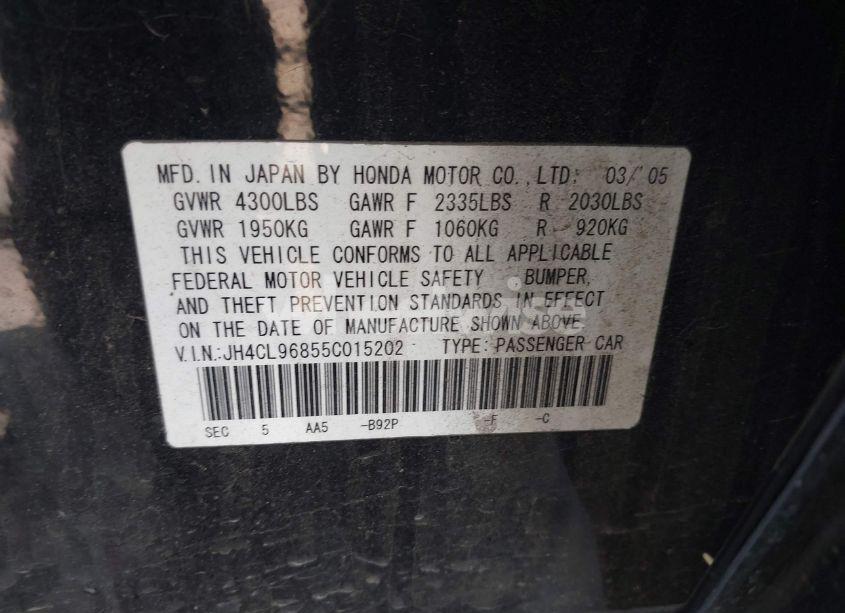 MFD. IN JAPAN BY HONDA MOTOR CO., LTD: 03/ 05
GVWR 4300LBS GAWR F 2335LBS R 2030LBS
GVWR 1950KG GAWR F 1060KG R 920KG
THIS VEHICLE CONFORMS TO ALL APPLICABLE
FEDERAL MOTOR VEHICLE SAFETY BUMPER,
AND THEFT PREVENTION STANDARDS IN EFFECT
ON THE DATE OF MANUFACTURE SHOWN ABOVE
V.I.N.:JH4CL96855C015202 TYPE:PASSENGER CAR
SEC 5 AA5 -B92P -F -C